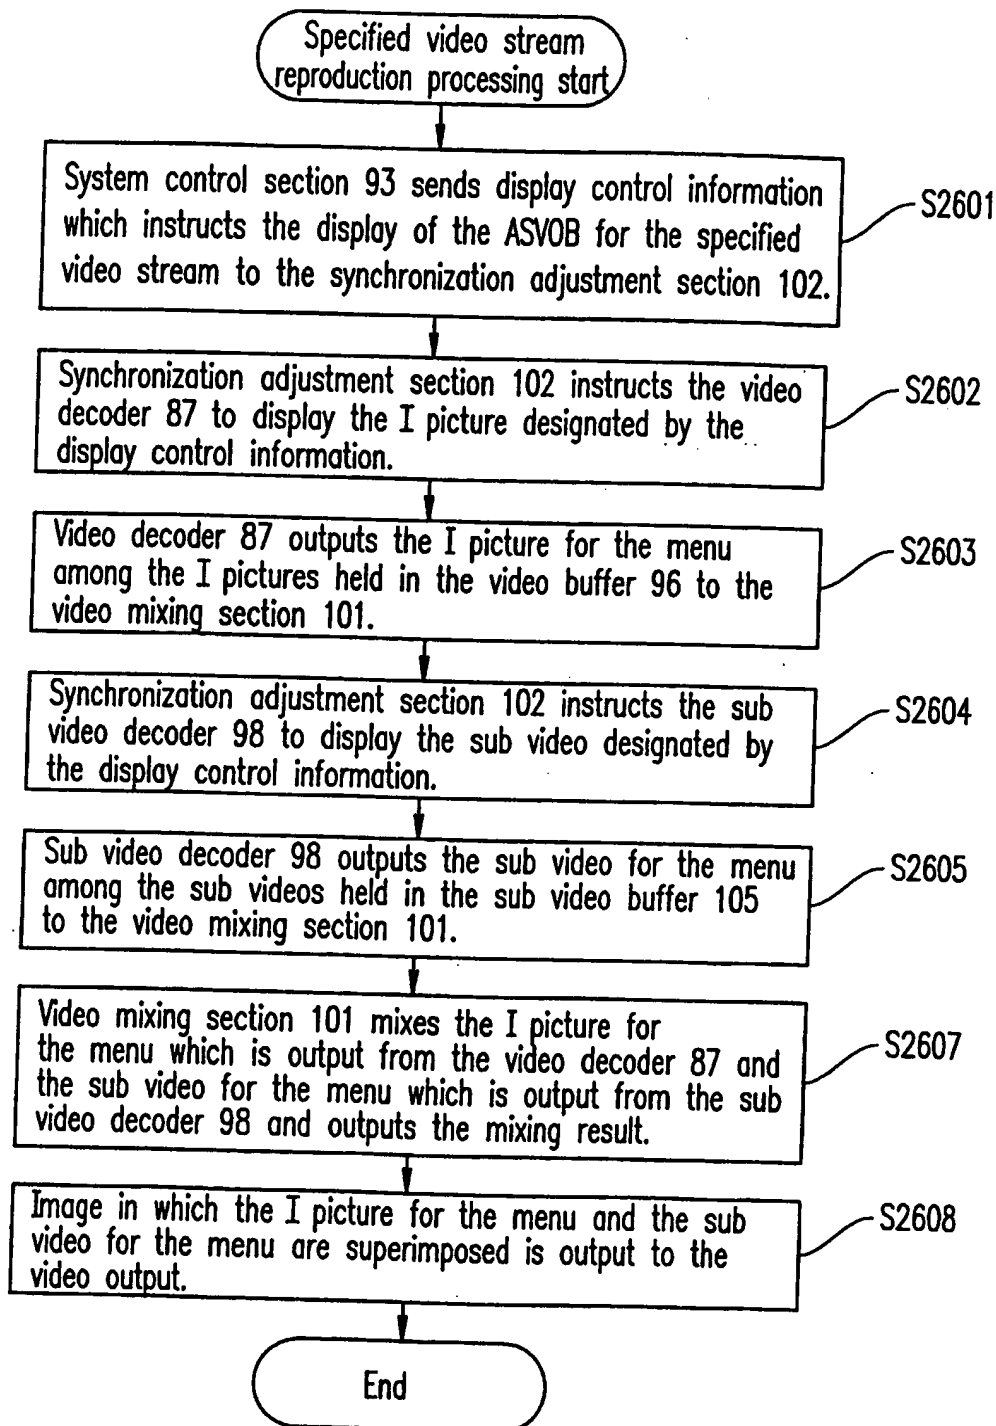 Specified video stream
reproduction processing start
System control section 93 sends display control information
which instructs the display of the ASVOB for the specified
video stream to the synchronization adjustment section 102.
S2601
Synchronization adjustment section 102 instructs the video
decoder 87 to display the I picture designated by the
display control information.
S2602
Video decoder 87 outputs the I picture for the menu
among the I pictures held in the video buffer 96 to the
video mixing section 101.
S2603
Synchronization adjustment section 102 instructs the sub
video decoder 98 to display the sub video designated by
the display control information.
S2604
Sub video decoder 98 outputs the sub video for the menu
among the sub videos held in the sub video buffer 105
to the video mixing section 101.
S2605
Video mixing section 101 mixes the I picture for
the menu which is output from the video decoder 87 and
the sub video for the menu which is output from the sub
video decoder 98 and outputs the mixing result.
S2607
Image in which the I picture for the menu and the sub
video for the menu are superimposed is output to the
video output.
S2608
End